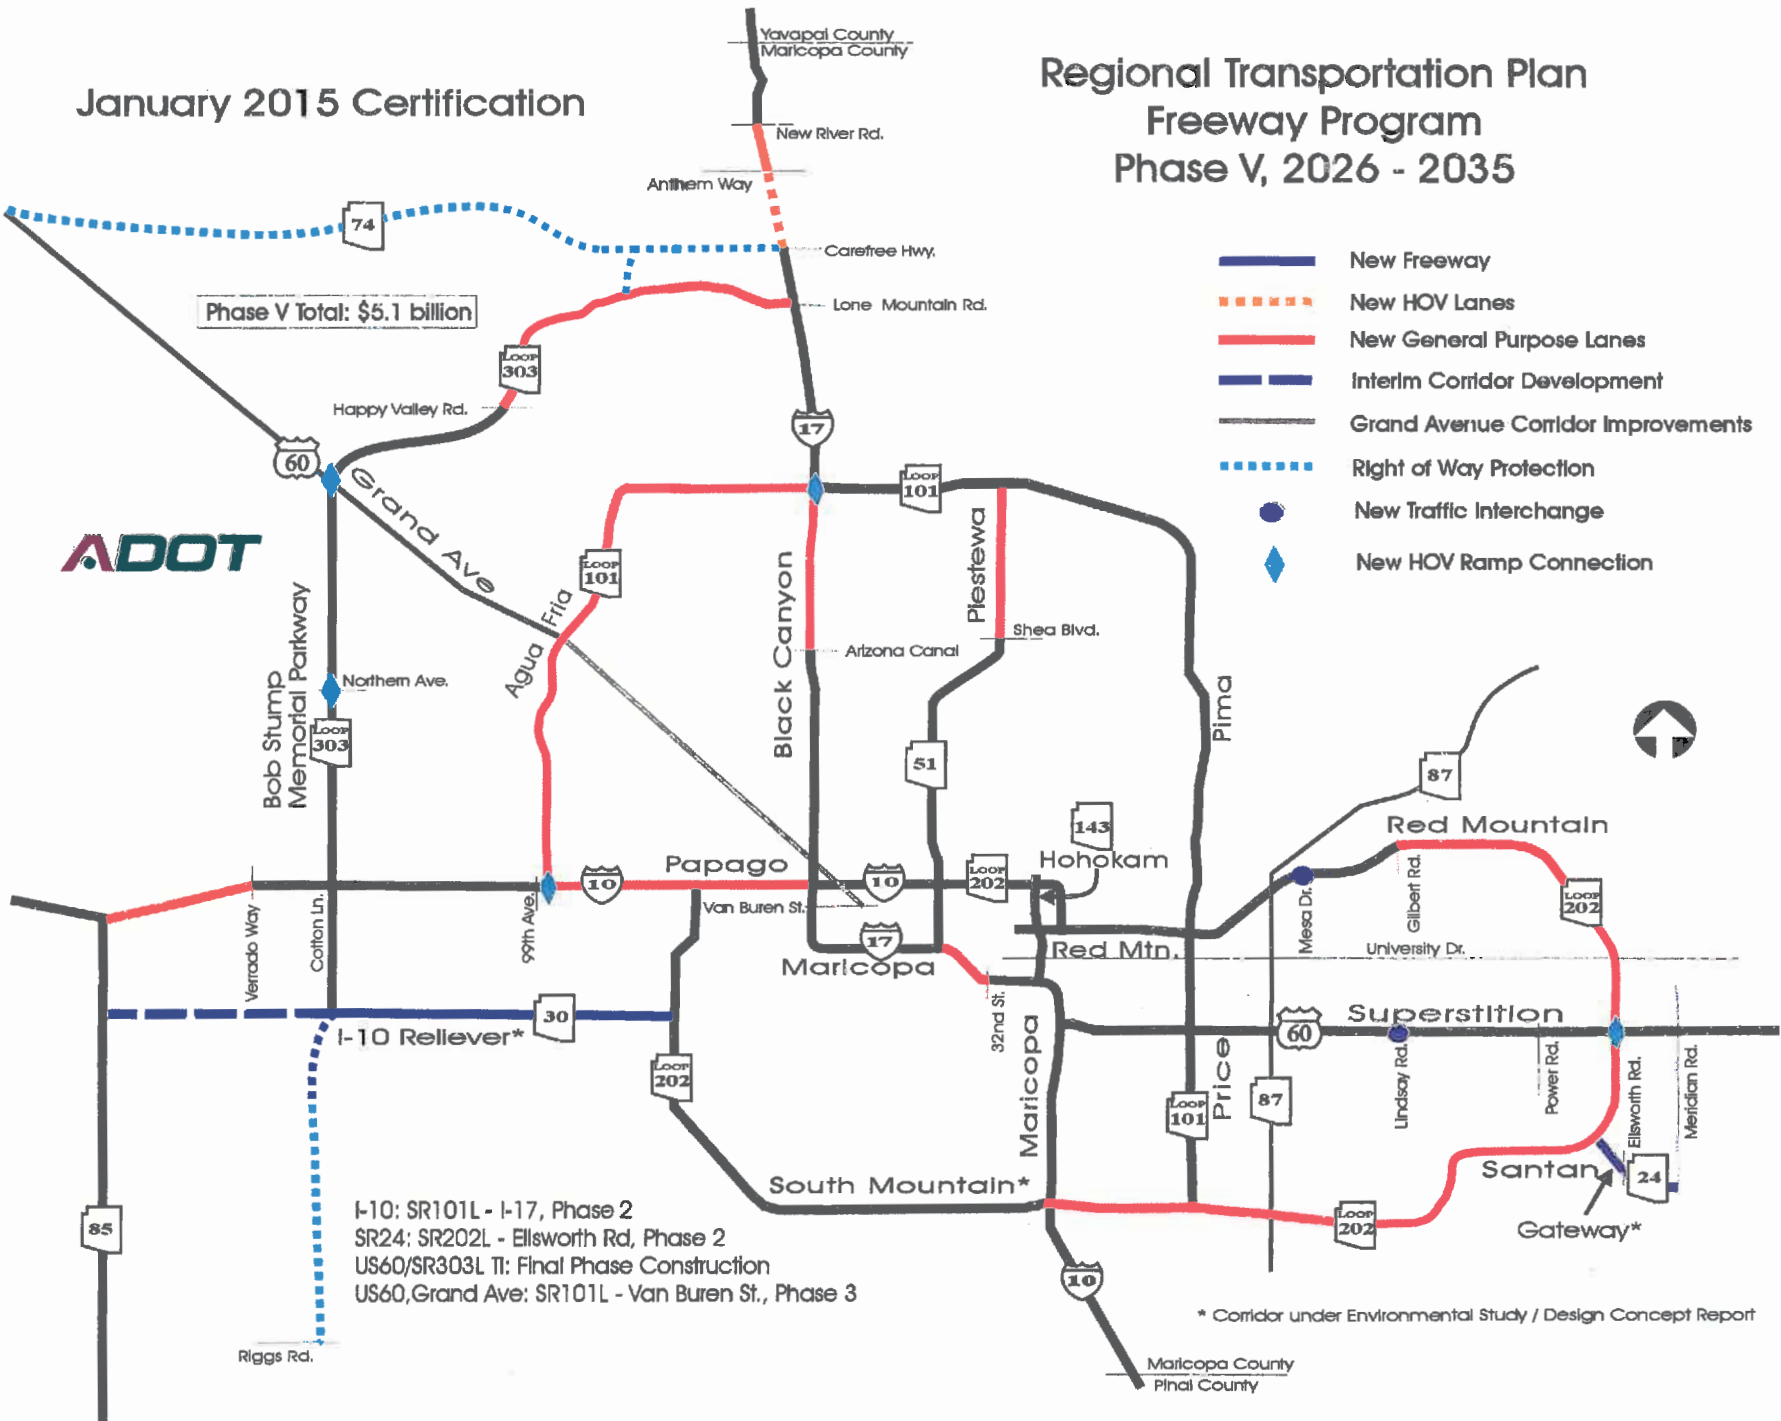 January 2015 Certification
Regional Transportation Plan
Freeway Program
Phase V, 2026 - 2035
Yavapai County
Maricopa County
New River Rd.
Anthem Way
74
Carefree Hwy.
Lone Mountain Rd.
Phase V Total: $5.1 billion
New Freeway
New HOV Lanes
New General Purpose Lanes
Interim Corridor Development
Grand Avenue Corridor Improvements
Right of Way Protection
New Traffic Interchange
New HOV Ramp Connection
LOOP
303
Happy Valley Rd.
17
60
Grand Ave
LOOP
101
ADOT
LOOP
101
Agua Fria
Black Canyon
Piestewa
Shea Blvd.
Arizona Canal
Bob Stump
Memorial Parkway
Northern Ave.
LOOP
303
Pima
51
87
143
Hohokam
Red Mountain
Papago
10
10
LOOP
202
Van Buren St.
Verrado Way
Cotton Ln.
99th Ave.
17
Maricopa
Red Mtn.
Mesa Dr.
Gilbert Rd.
LOOP
202
University Dr.
32nd St.
30
I-10 Reliever*
Superstition
60
LOOP
202
Maricopa
Price
LOOP
101
87
Lindsay Rd.
Power Rd.
Ellsworth Rd.
Meridian Rd.
South Mountain*
Santan
24
Gateway*
LOOP
202
85
I-10: SR101L - I-17, Phase 2
SR24: SR202L - Ellsworth Rd, Phase 2
US60/SR303L TI: Final Phase Construction
US60,Grand Ave: SR101L - Van Buren St., Phase 3
10
* Corridor under Environmental Study / Design Concept Report
Riggs Rd.
Maricopa County
Pinal County